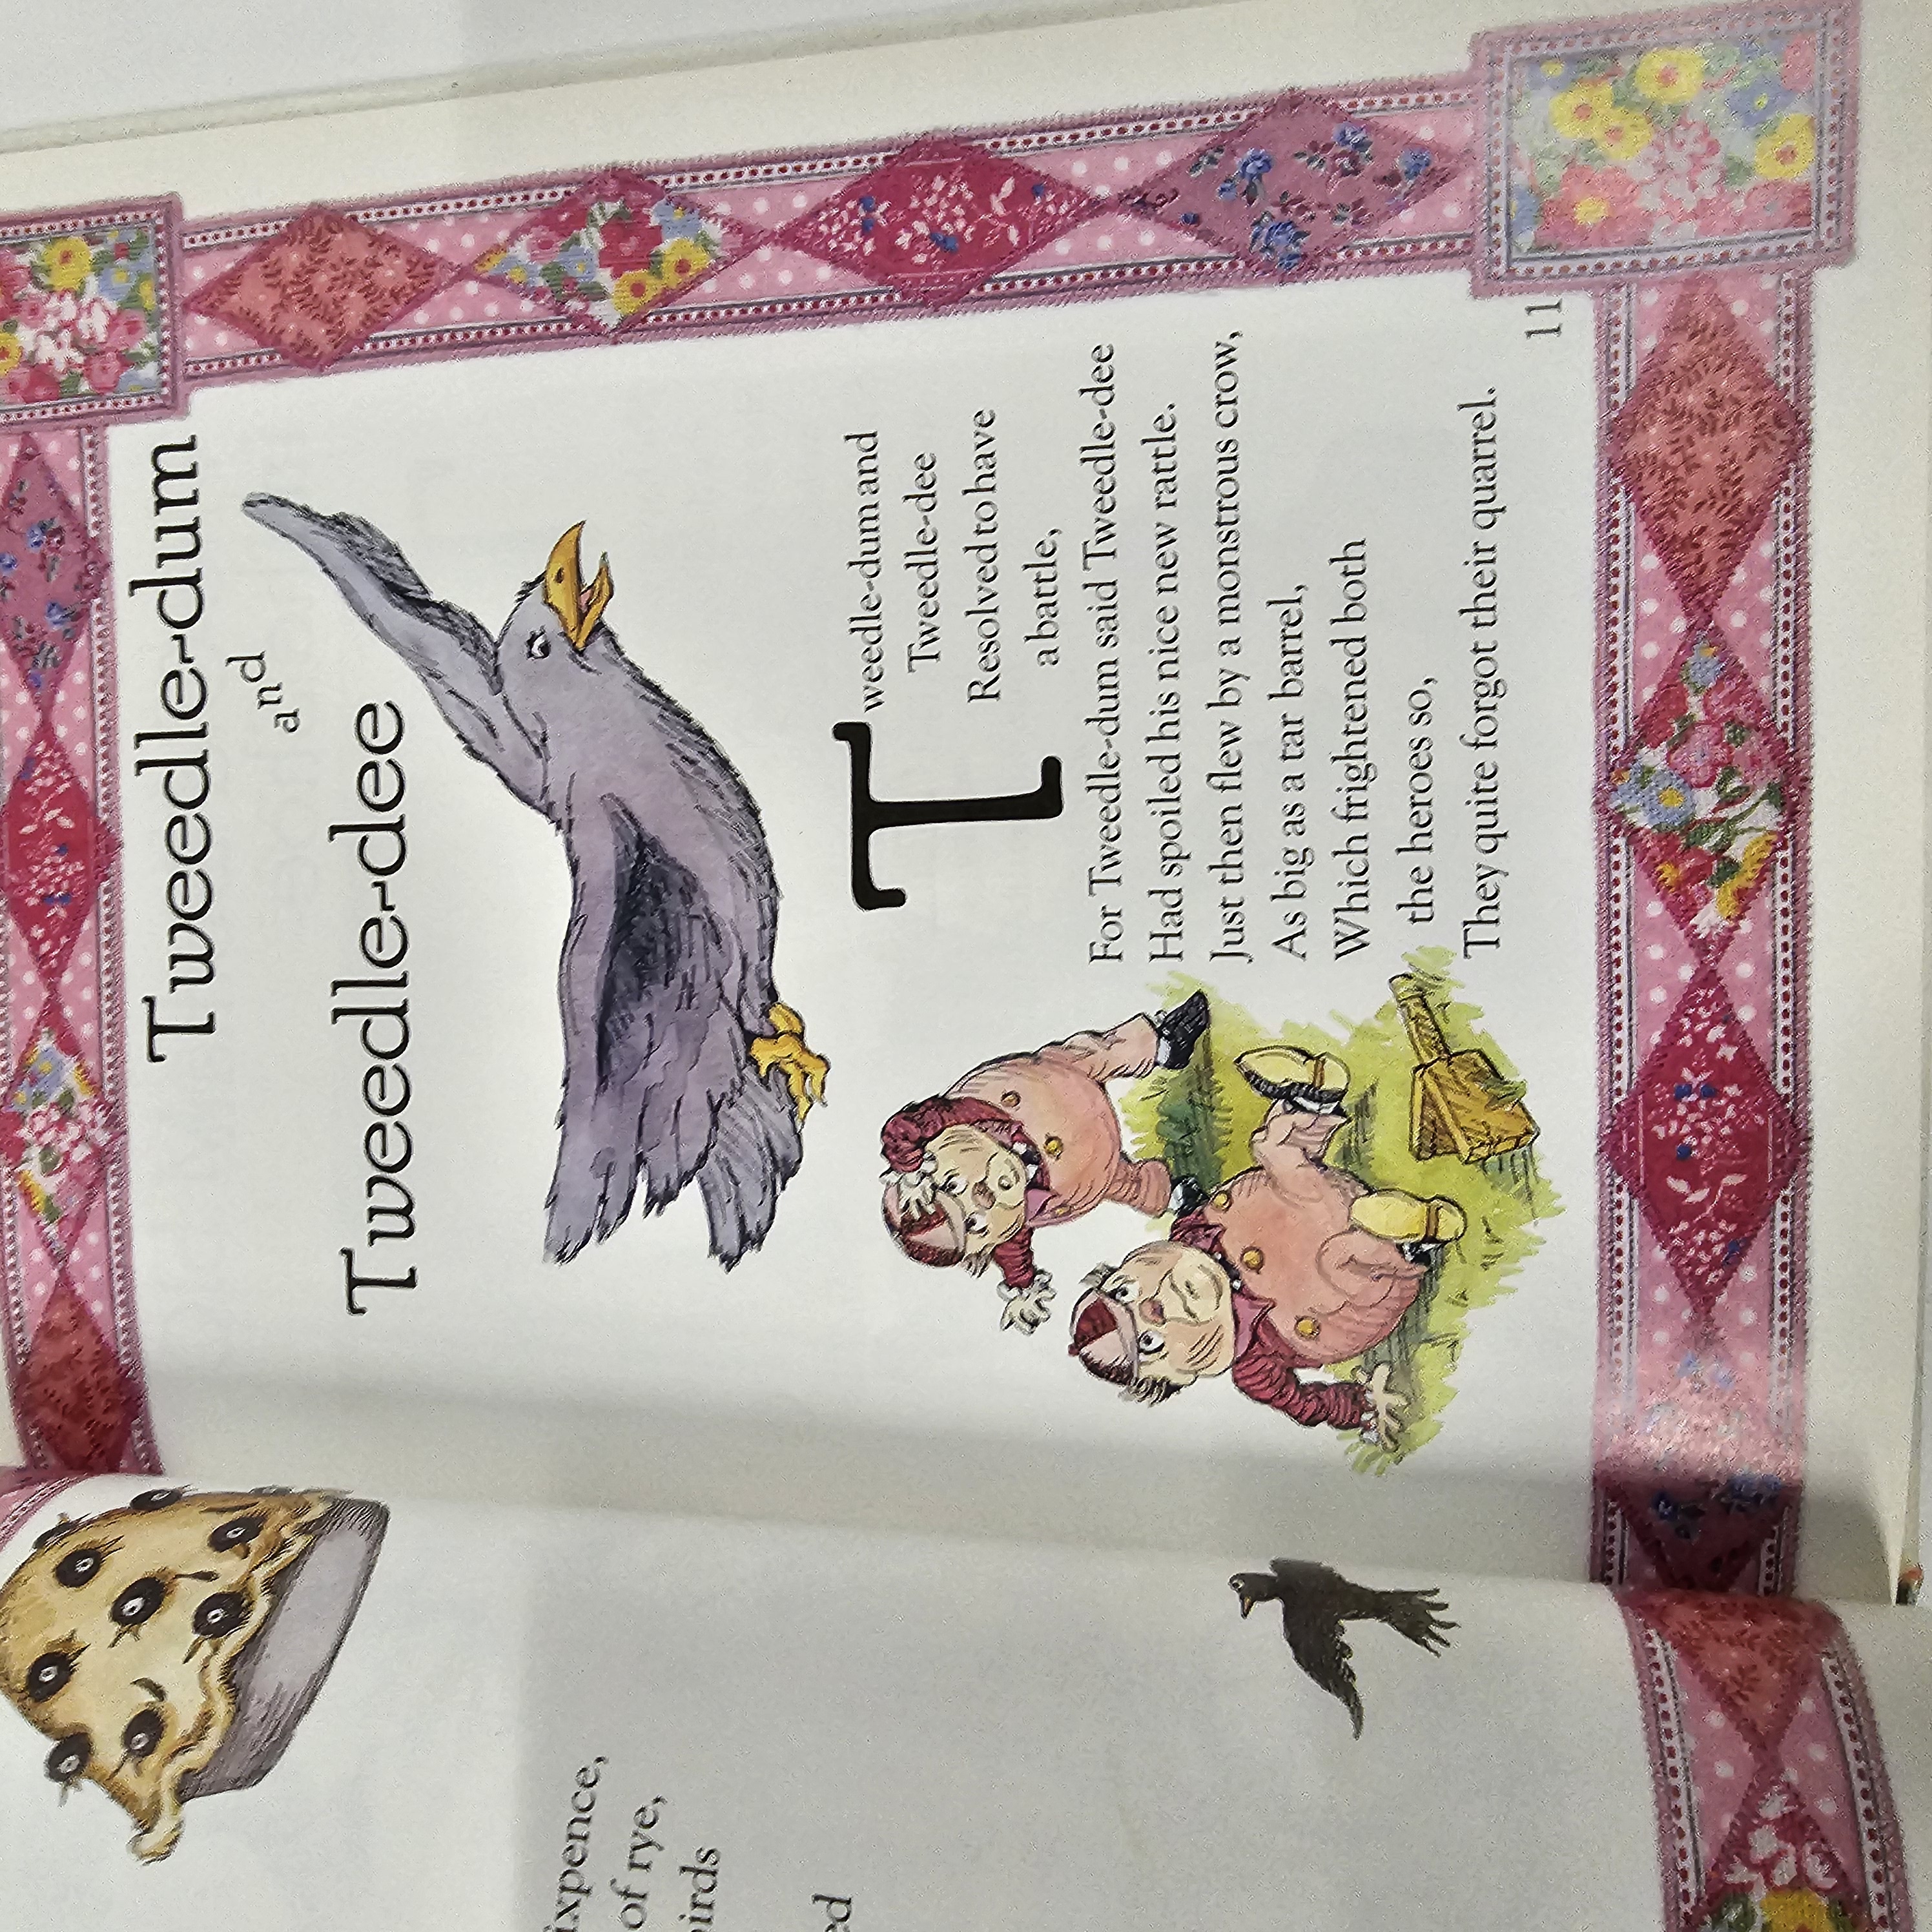 ixpence,
of rye,
birds
ed
Tweedle-dum
and
Tweedle-dee
Tweedle-dum and
Tweedle-dee
Resolved to have
a battle,
For Tweedle-dum said Tweedle-dee
Had spoiled his nice new rattle.
Just then flew by a monstrous crow,
As big as a tar barrel,
Which frightened both
the heroes so,
They quite forgot their quarrel.
11